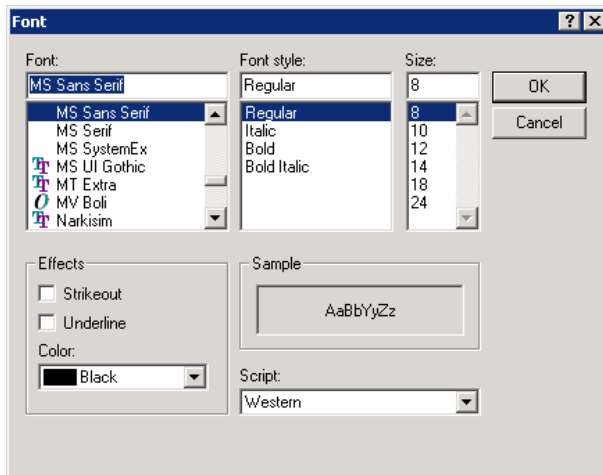 Font
Font: Font style: Size:
MS Sans Serif Regular 8 OK
MS Sans Serif Regular 8 Cancel
MS Serif Italic 10
MS SystemEx Bold 12
MS UI Gothic Bold Italic 14
MT Extra 18
MV Boli 24
Narkisim
Effects Sample
Strikeout AaBbYyZz
Underline
Color:
Black Script:
Western